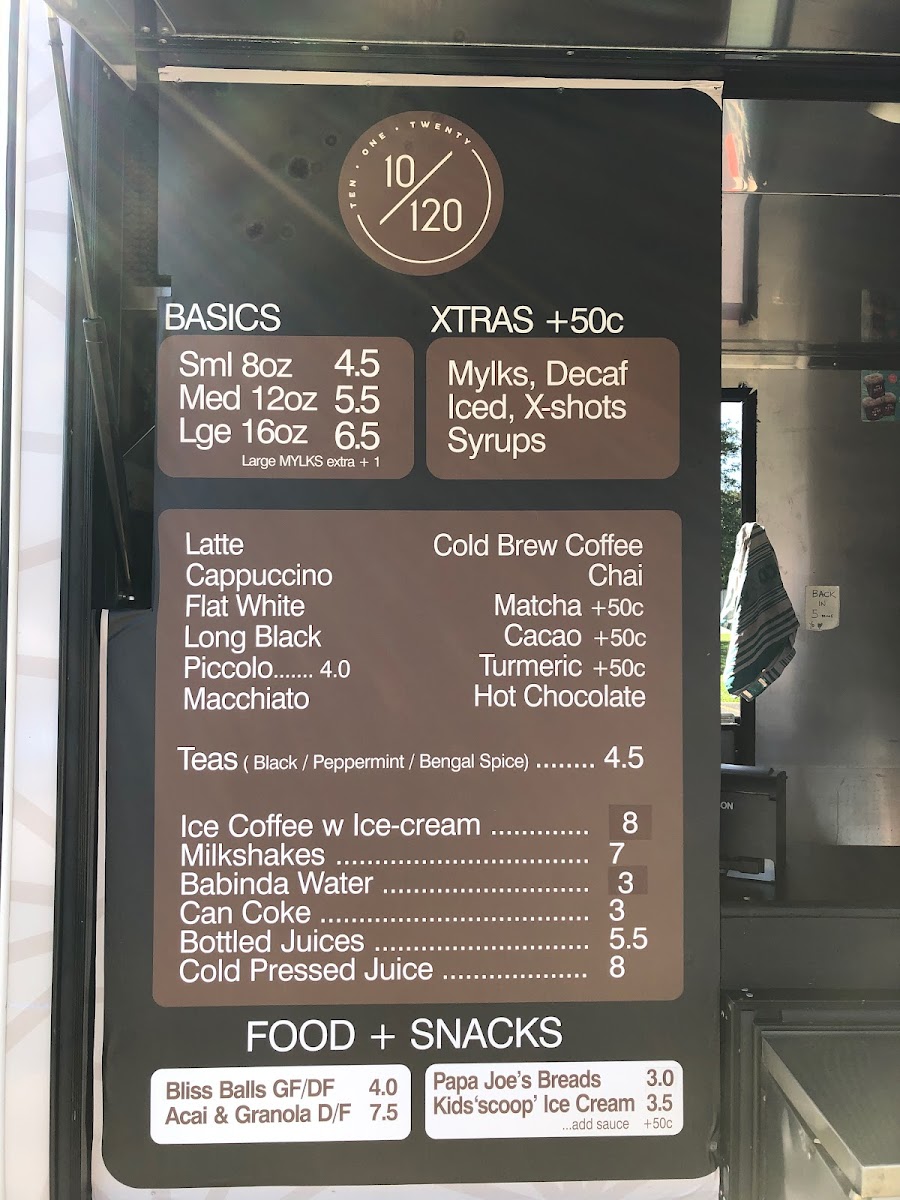 TEN · ONE · TWENTY
10/120
BASICS
Sml 8oz 4.5
Med 12oz 5.5
Lge 16oz 6.5
Large MYLKS extra + 1
XTRAS +50c
Mylks, Decaf
Iced, X-shots
Syrups
Latte
Cappuccino
Flat White
Long Black
Piccolo....... 4.0
Macchiato
Cold Brew Coffee
Chai
Matcha +50c
Cacao +50c
Turmeric +50c
Hot Chocolate
Teas ( Black / Peppermint / Bengal Spice) ........ 4.5
Ice Coffee w Ice-cream ............. 8
Milkshakes ................................. 7
Babinda Water ........................... 3
Can Coke ................................... 3
Bottled Juices ............................ 5.5
Cold Pressed Juice .................. 8
FOOD + SNACKS
Bliss Balls GF/DF 4.0
Acai & Granola D/F 7.5
Papa Joe's Breads 3.0
Kids‘scoop’ Ice Cream 3.5
...add sauce +50c
BACK
IN
5
ON